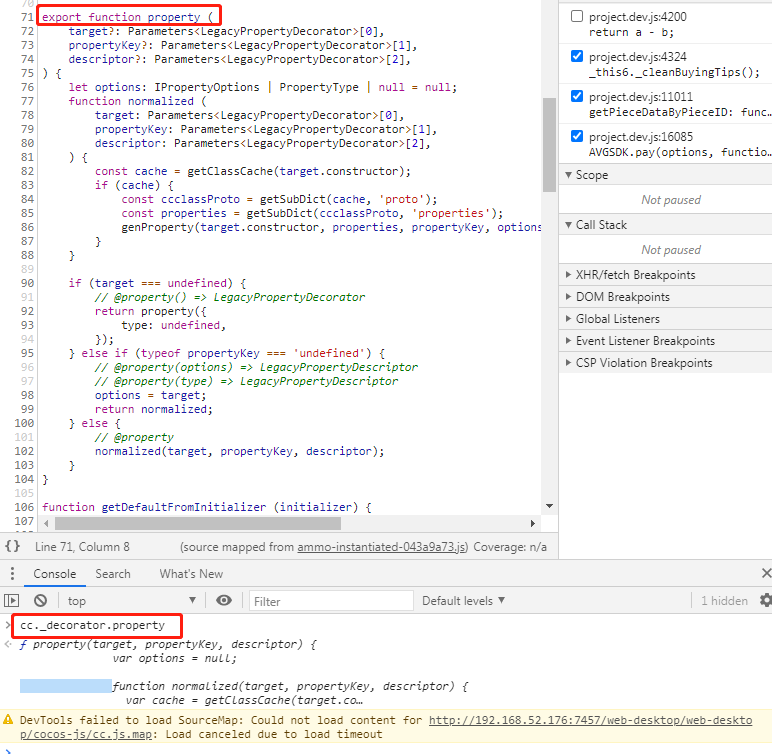 70
71 export function property (
72 target?: Parameters<LegacyPropertyDecorator>[0],
73 propertyKey?: Parameters<LegacyPropertyDecorator>[1],
74 descriptor?: Parameters<LegacyPropertyDecorator>[2],
75 ) {
76 let options: IPropertyOptions | PropertyType | null = null;
77 function normalized (
78 target: Parameters<LegacyPropertyDecorator>[0],
79 propertyKey: Parameters<LegacyPropertyDecorator>[1],
80 descriptor: Parameters<LegacyPropertyDecorator>[2],
81 ) {
82 const cache = getClassCache(target.constructor);
83 if (cache) {
84 const ccclassProto = getSubDict(cache, 'proto');
85 const properties = getSubDict(ccclassProto, 'properties');
86 genProperty(target.constructor, properties, propertyKey, options
87 }
88 }
89
90 if (target === undefined) {
91 // @property() => LegacyPropertyDecorator
92 return property({
93 type: undefined,
94 });
95 } else if (typeof propertyKey === 'undefined') {
96 // @property(options) => LegacyPropertyDescriptor
97 // @property(type) => LegacyPropertyDescriptor
98 options = target;
99 return normalized;
100 } else {
101 // @property
102 normalized(target, propertyKey, descriptor);
103 }
104 }
105
106 function getDefaultFromInitializer (initializer) {
107
{} Line 71, Column 8 (source mapped from ammo-instantiated-043a9a73.js) Coverage: n/a
project.dev.js:4200
return a - b;
project.dev.js:4324
_this6._cleanBuyingTips();
project.dev.js:11011
getPieceDataByPieceID: func…
project.dev.js:16085
AVGSDK.pay(options, functio…
Scope
Not paused
Call Stack
Not paused
XHR/fetch Breakpoints
DOM Breakpoints
Global Listeners
Event Listener Breakpoints
CSP Violation Breakpoints
Console Search What's New
top Filter Default levels ▼ 1 hidden
> cc._decorator.property
ƒ property(target, propertyKey, descriptor) {
var options = null;
function normalized(target, propertyKey, descriptor) {
var cache = getClassCache(target.co…
DevTools failed to load SourceMap: Could not load content for http://192.168.52.176:7457/web-desktop/web-deskto
p/cocos-js/cc.js.map: Load canceled due to load timeout